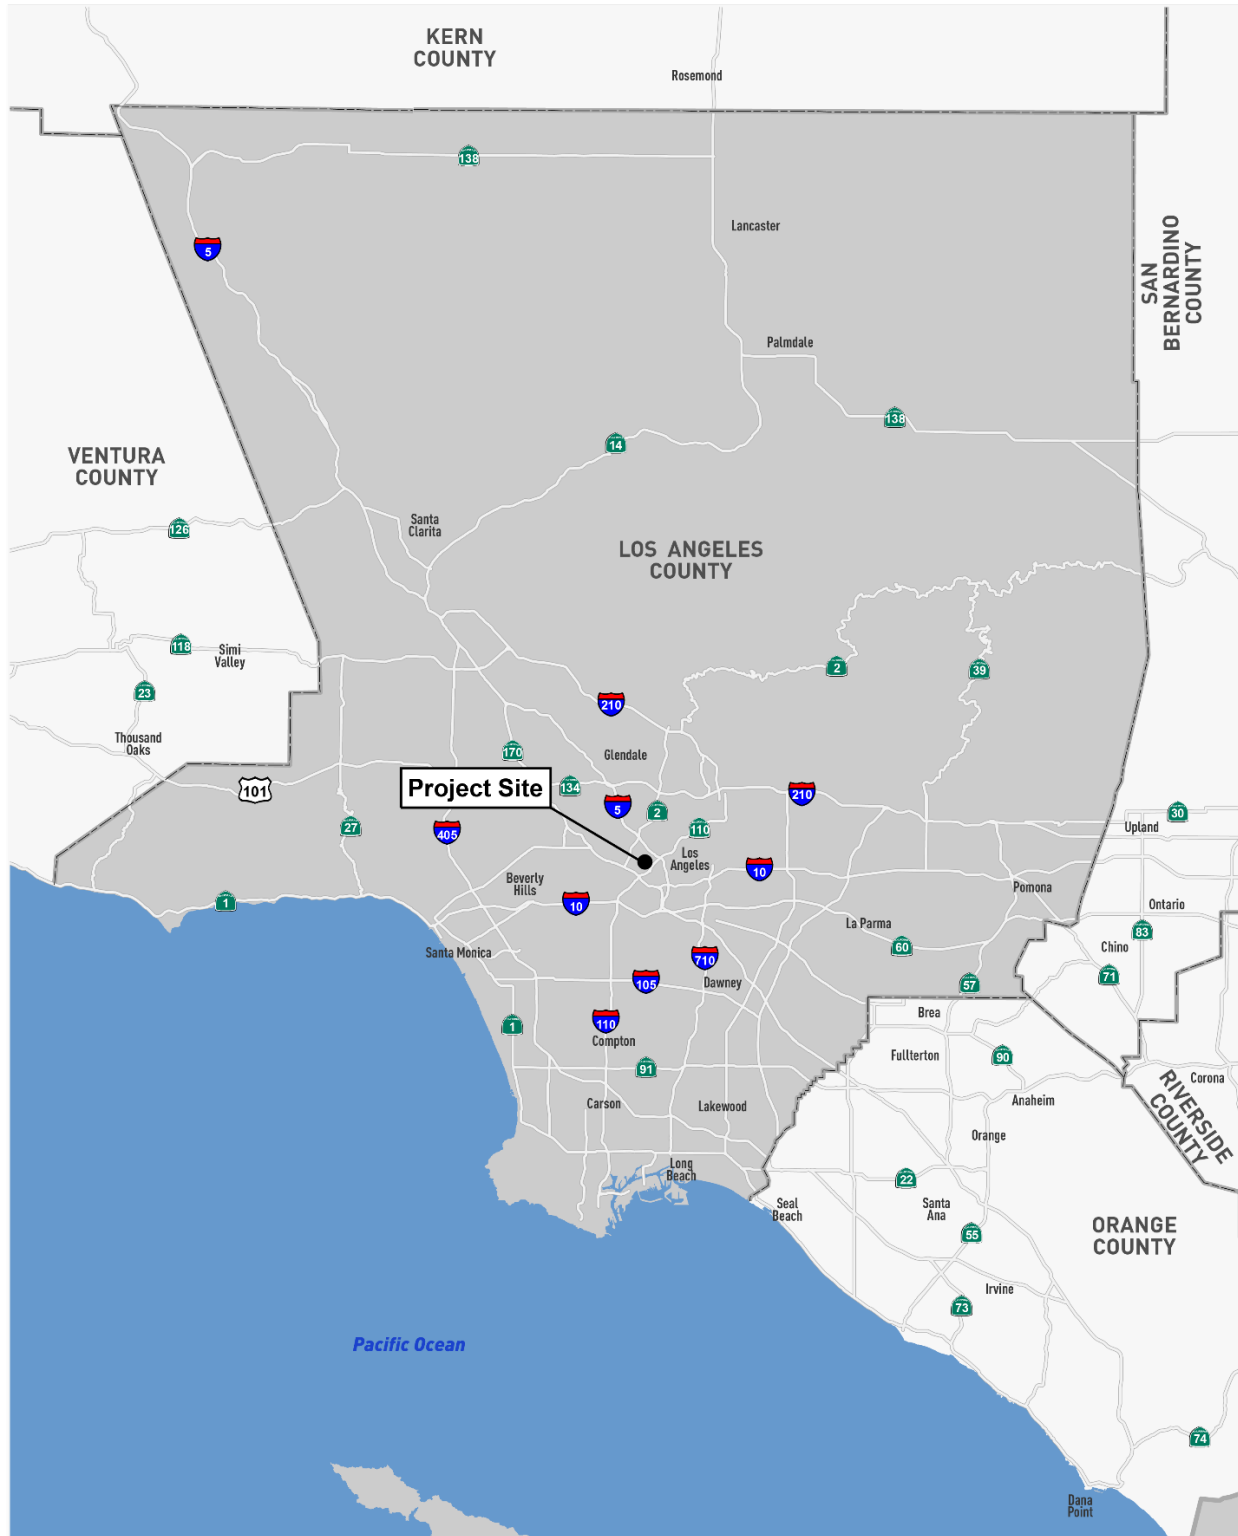 KERN
COUNTY
Rosemond
138
Lancaster
5
SAN
BERNARDINO
COUNTY
Palmdale
138
14
VENTURA
COUNTY
Santa
Clarita
126
LOS ANGELES
COUNTY
118
Simi
Valley
2
39
23
210
Thousand
Oaks
170
Glendale
101
Project Site
134
210
5
2
30
27
405
110
Upland
Los
Angeles
10
Beverly
Hills
Pomona
1
10
Ontario
La Parma
83
Santa Monica
60
Chino
710
71
105
Dawney
57
Brea
1
110
Compton
Fullterton
90
91
Corona
RIVERSIDE
COUNTY
Carson
Lakewood
Anaheim
Orange
Long
Beach
22
Seal
Beach
Santa
Ana
55
ORANGE
COUNTY
Irvine
73
Pacific Ocean
74
Dana
Point